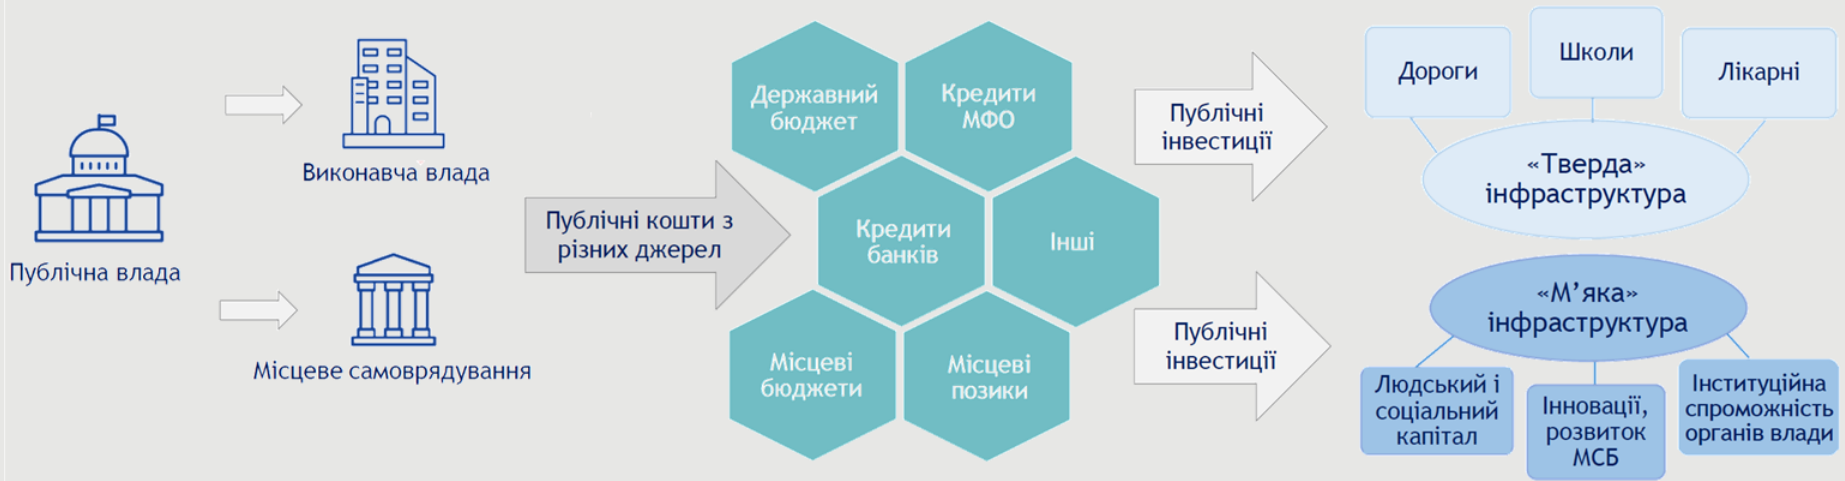 Публічна влада
Виконавча влада
Місцеве самоврядування
Публічні кошти з
різних джерел
Державний
бюджет
Кредити
МФО
Кредити
банків
Інші
Місцеві
бюджети
Місцеві
позики
Публічні
інвестиції
Публічні
інвестиції
Дороги
Школи
Лікарні
«Тверда»
інфраструктура
«М’яка»
інфраструктура
Людський і
соціальний
капітал
Інновації,
розвиток
МСБ
Інституційна
спроможність
органів влади